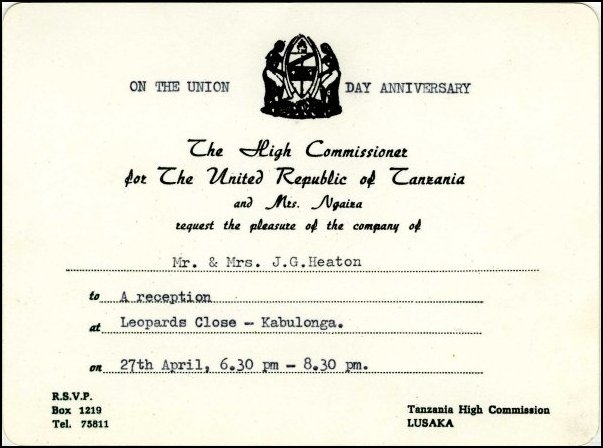 ON THE UNION DAY ANNIVERSARY
The High Commissioner
for The United Republic of Tanzania
and Mrs. Ngaiza
request the pleasure of the company of
Mr. & Mrs. J.G.Heaton
to A reception
at Leopards Close - Kabulonga.
on 27th April, 6.30 pm - 8.30 pm.
R.S.V.P.
Box 1219
Tel. 75811
Tanzania High Commission
LUSAKA